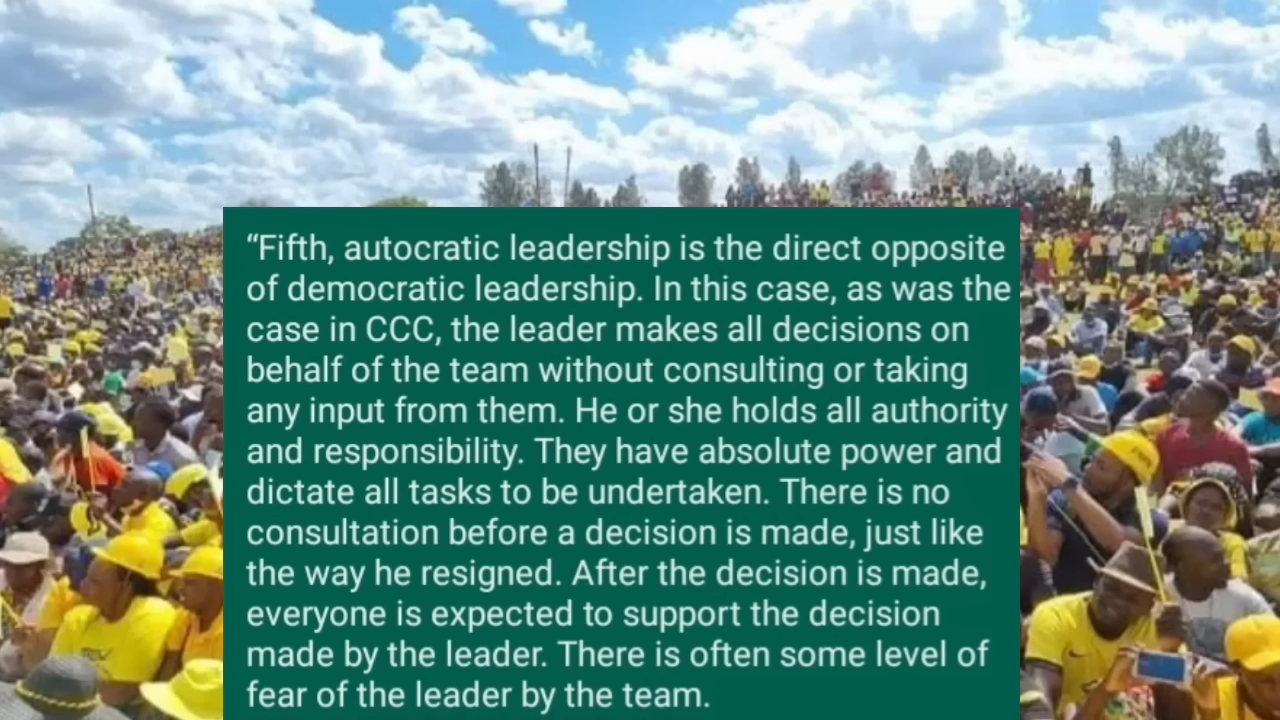 “Fifth, autocratic leadership is the direct opposite
of democratic leadership. In this case, as was the
case in CCC, the leader makes all decisions on
behalf of the team without consulting or taking
any input from them. He or she holds all authority
and responsibility. They have absolute power and
dictate all tasks to be undertaken. There is no
consultation before a decision is made, just like
the way he resigned. After the decision is made,
everyone is expected to support the decision
made by the leader. There is often some level of
fear of the leader by the team.